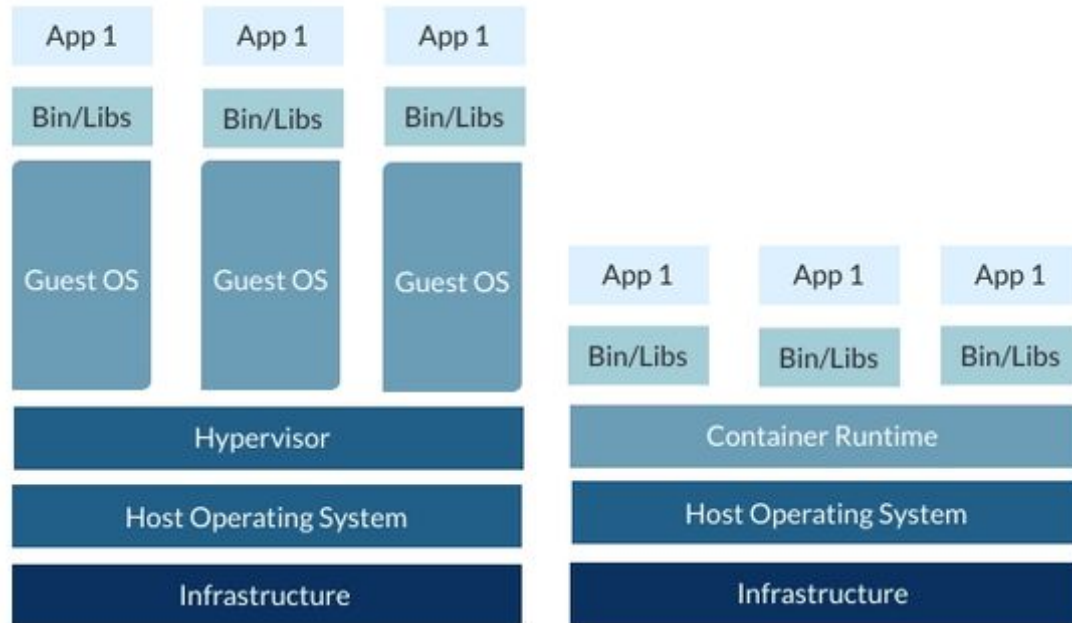 App 1
App 1
App 1
Bin/Libs
Bin/Libs
Bin/Libs
Guest OS
Guest OS
Guest OS
Hypervisor
Host Operating System
Infrastructure
App 1
App 1
App 1
Bin/Libs
Bin/Libs
Bin/Libs
Container Runtime
Host Operating System
Infrastructure